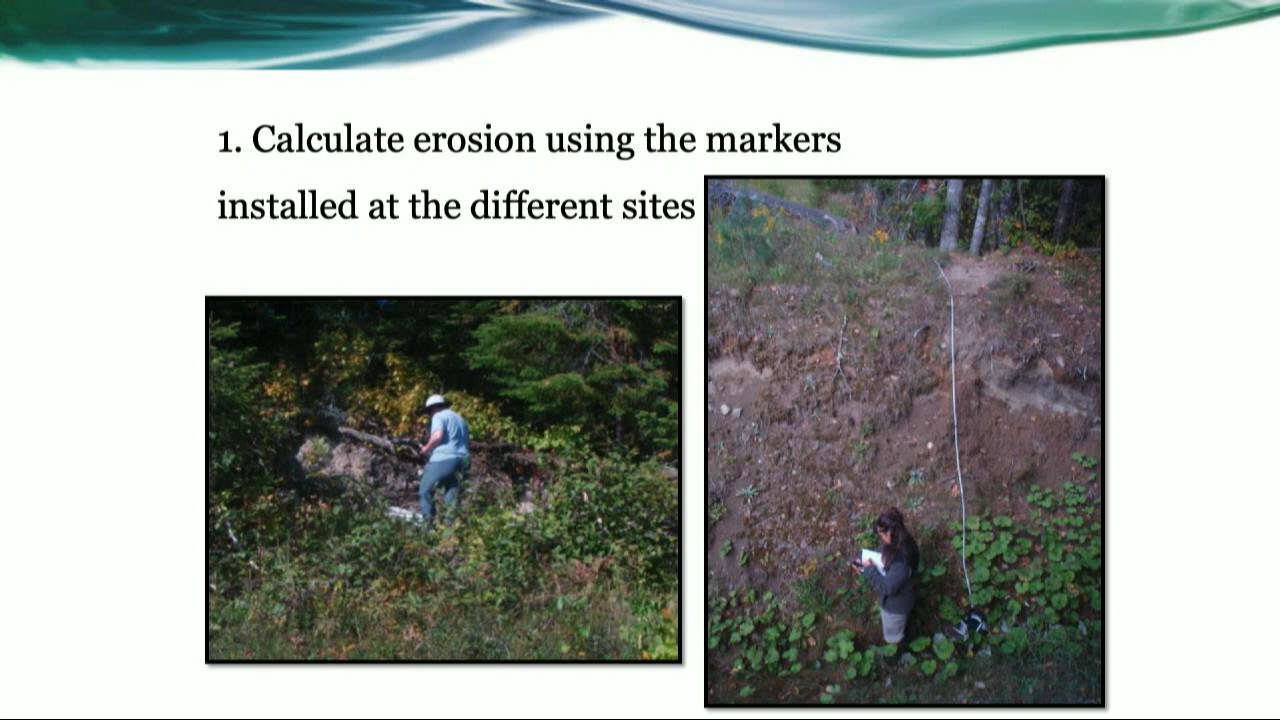 1. Calculate erosion using the markers
installed at the different sites